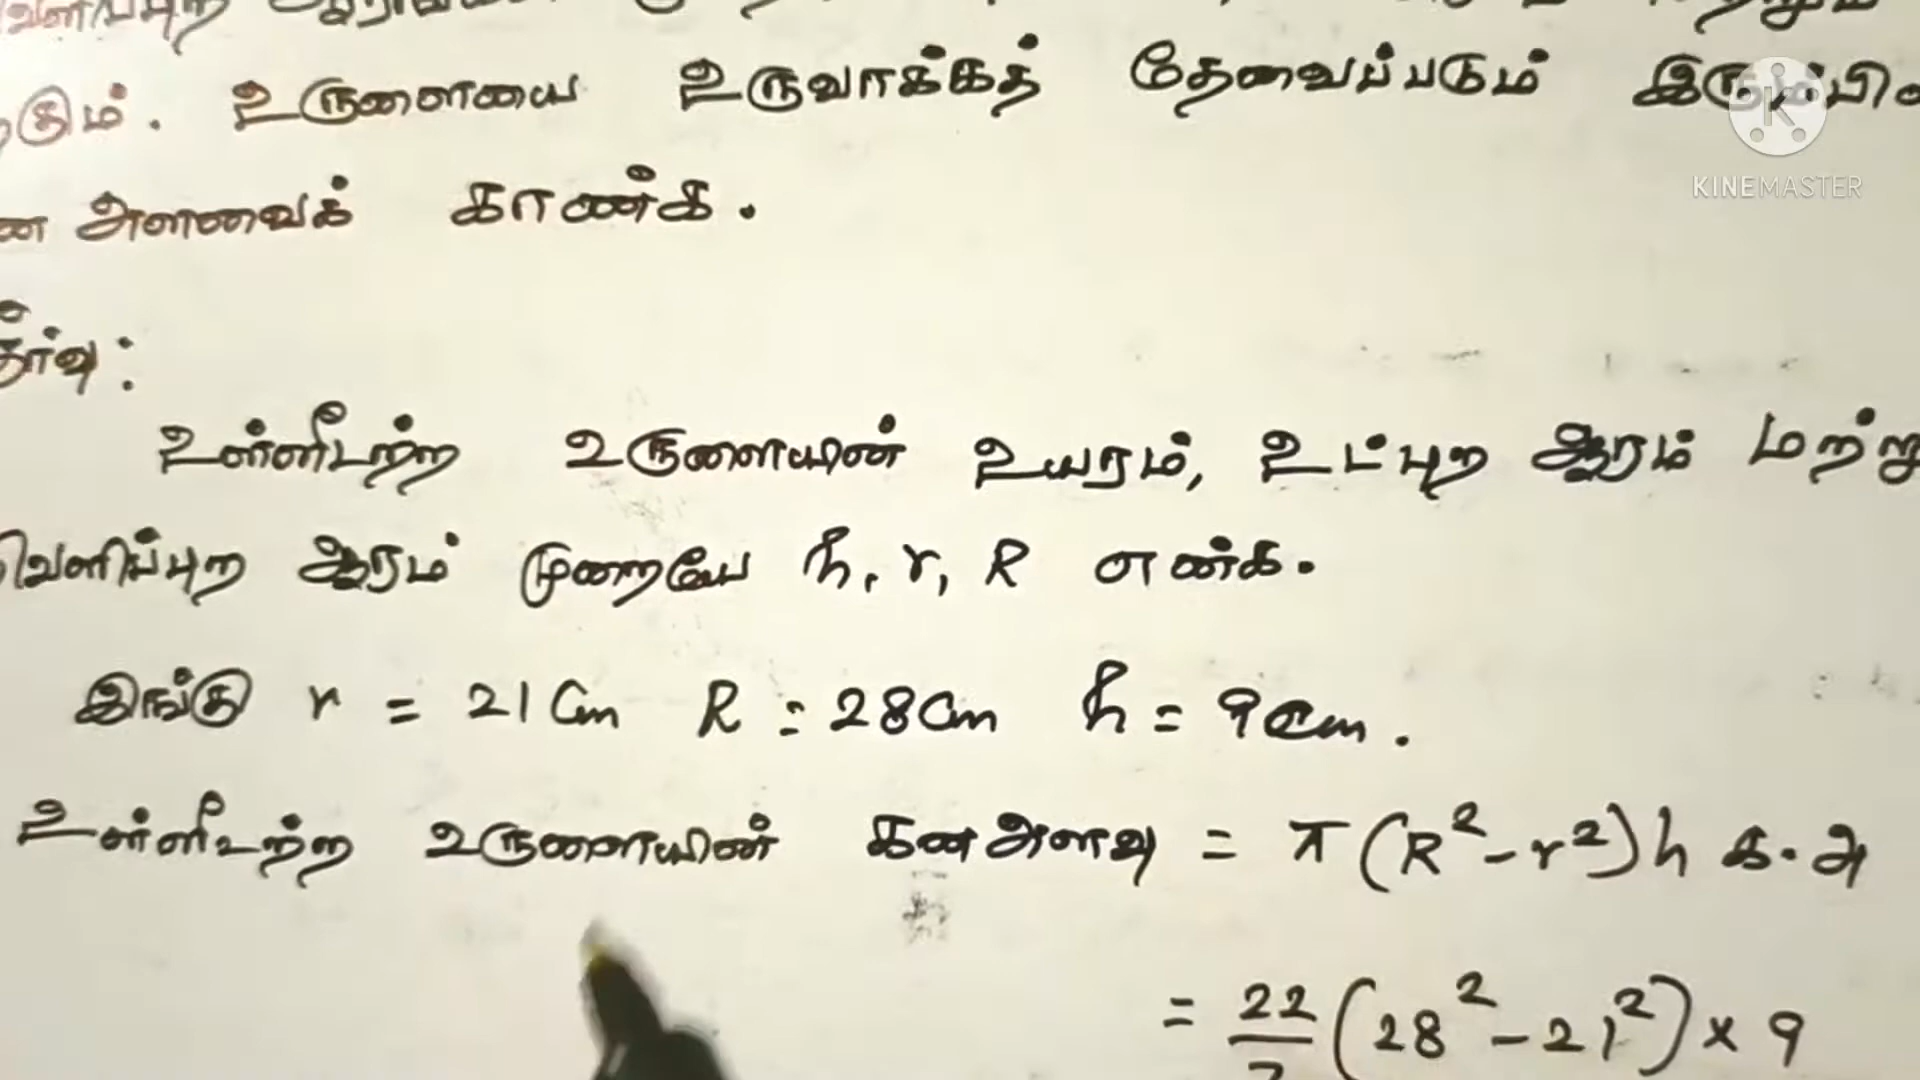 உருளையை உருவாக்கத் தேவைப்படும்
அளவைக் காண்க.
தீர்வு:
உள்ளீடற்ற உருளையின் உயரம், உட்புற ஆரம் மற்று
வெளிப்புற ஆரம் முறையே h, r, R என்க.
இங்கு r = 21 Cm R = 28 Cm h = 9 cm.
உள்ளீடற்ற உருளையின் கனஅளவு = π (R² - r²) h க.அ
= 22/7 (28² - 21²) x 9
KINEMASTER